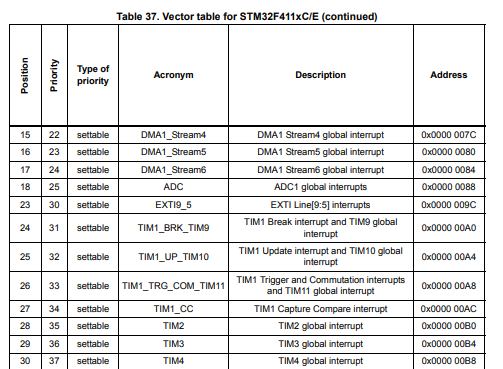 Table 37. Vector table for STM32F411xC/E (continued)
Position Priority Type of priority Acronym Description Address
15 22 settable DMA1_Stream4 DMA1 Stream4 global interrupt 0x0000 007C
16 23 settable DMA1_Stream5 DMA1 Stream5 global interrupt 0x0000 0080
17 24 settable DMA1_Stream6 DMA1 Stream6 global interrupt 0x0000 0084
18 25 settable ADC ADC1 global interrupts 0x0000 0088
23 30 settable EXTI9_5 EXTI Line[9:5] interrupts 0x0000 009C
24 31 settable TIM1_BRK_TIM9 TIM1 Break interrupt and TIM9 global interrupt 0x0000 00A0
25 32 settable TIM1_UP_TIM10 TIM1 Update interrupt and TIM10 global interrupt 0x0000 00A4
26 33 settable TIM1_TRG_COM_TIM11 TIM1 Trigger and Commutation interrupts and TIM11 global interrupt 0x0000 00A8
27 34 settable TIM1_CC TIM1 Capture Compare interrupt 0x0000 00AC
28 35 settable TIM2 TIM2 global interrupt 0x0000 00B0
29 36 settable TIM3 TIM3 global interrupt 0x0000 00B4
30 37 settable TIM4 TIM4 global interrupt 0x0000 00B8